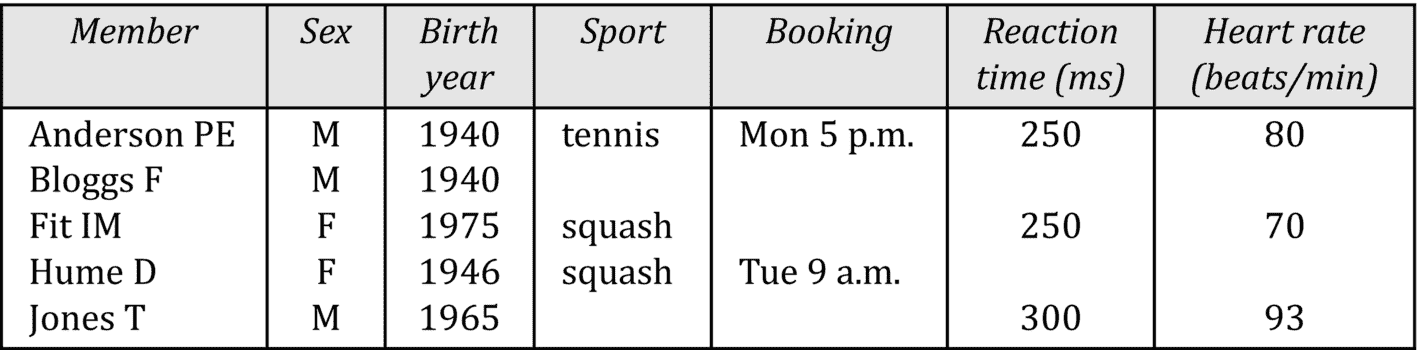 Member Sex Birth year Sport Booking Reaction time (ms) Heart rate (beats/min)
Anderson PE M 1940 tennis Mon 5 p.m. 250 80
Bloggs F M 1940
Fit IM F 1975 squash 250 70
Hume D F 1946 squash Tue 9 a.m.
Jones T M 1965 300 93